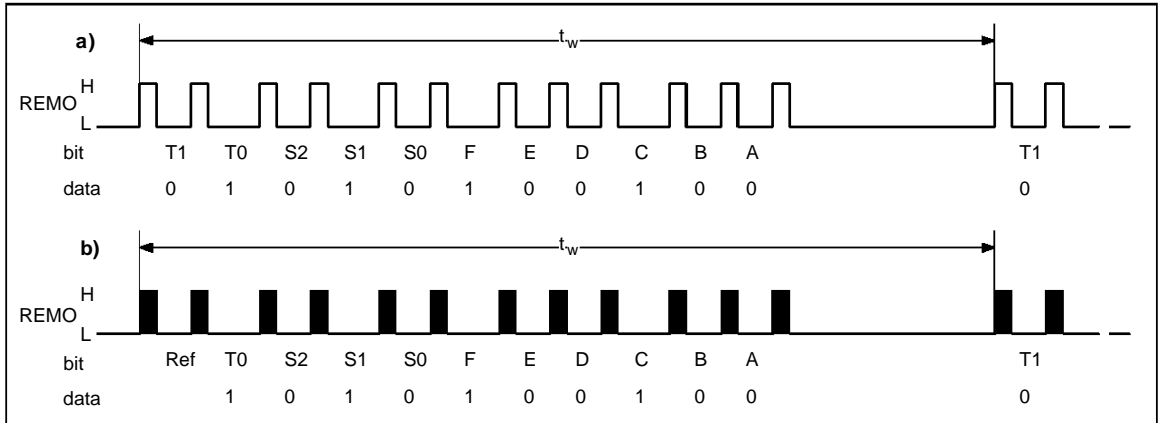 a) tw
H
REMO
L
bit T1 T0 S2 S1 S0 F E D C B A T1
data 0 1 0 1 0 1 0 0 1 0 0 0
b) tw
H
REMO
L
bit Ref T0 S2 S1 S0 F E D C B A T1
data 1 0 1 0 1 0 0 1 0 0 0